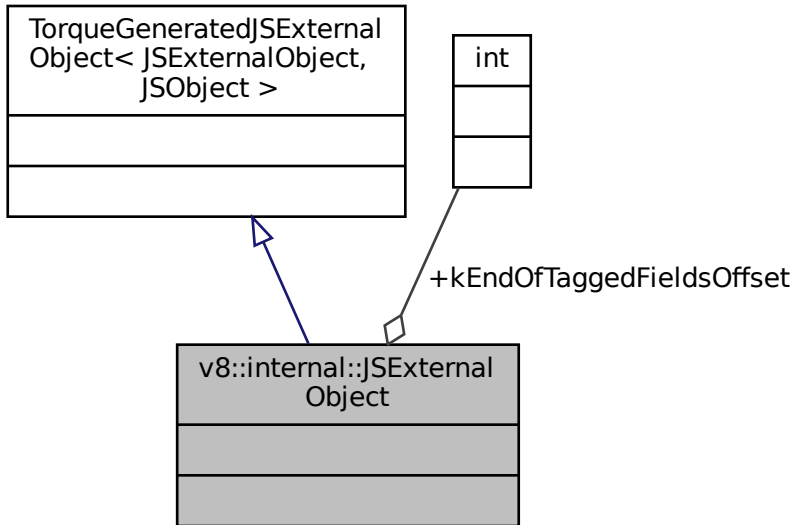 TorqueGeneratedJSExternal
Object< JSExternalObject,
JSObject >
int
+kEndOfTaggedFieldsOffset
v8::internal::JSExternal
Object